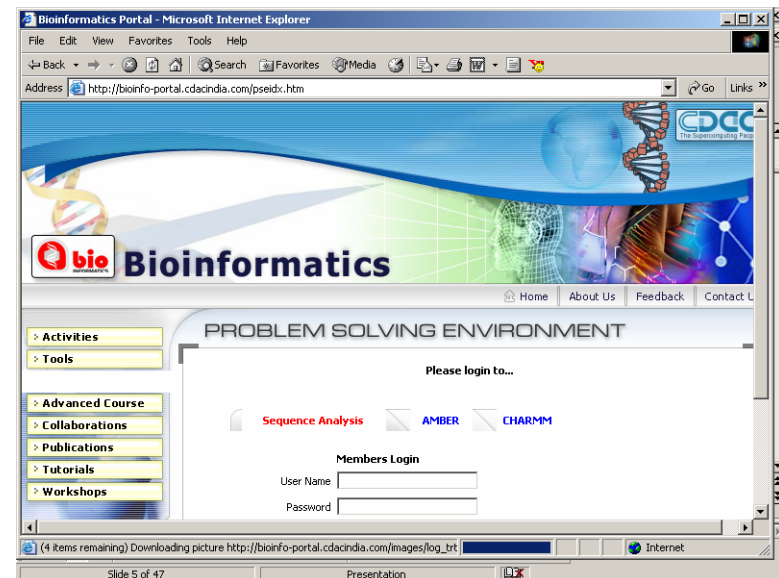 Bioinformatics Portal - Microsoft Internet Explorer
File Edit View Favorites Tools Help
Back Search Favorites Media
Address http://bioinfo-portal.cdacindia.com/pseidx.htm Go Links »
CDAC
The Supercomputing Peop
Q bio
INFORMATICS
Bioinformatics
Home About Us Feedback Contact U
PROBLEM SOLVING ENVIRONMENT
Activities
Tools
Advanced Course
Collaborations
Publications
Tutorials
Workshops
Please login to...
Sequence Analysis AMBER CHARMM
Members Login
User Name
Password
(4 items remaining) Downloading picture http://bioinfo-portal.cdacindia.com/images/log_trt Internet
Slide 5 of 47 Presentation